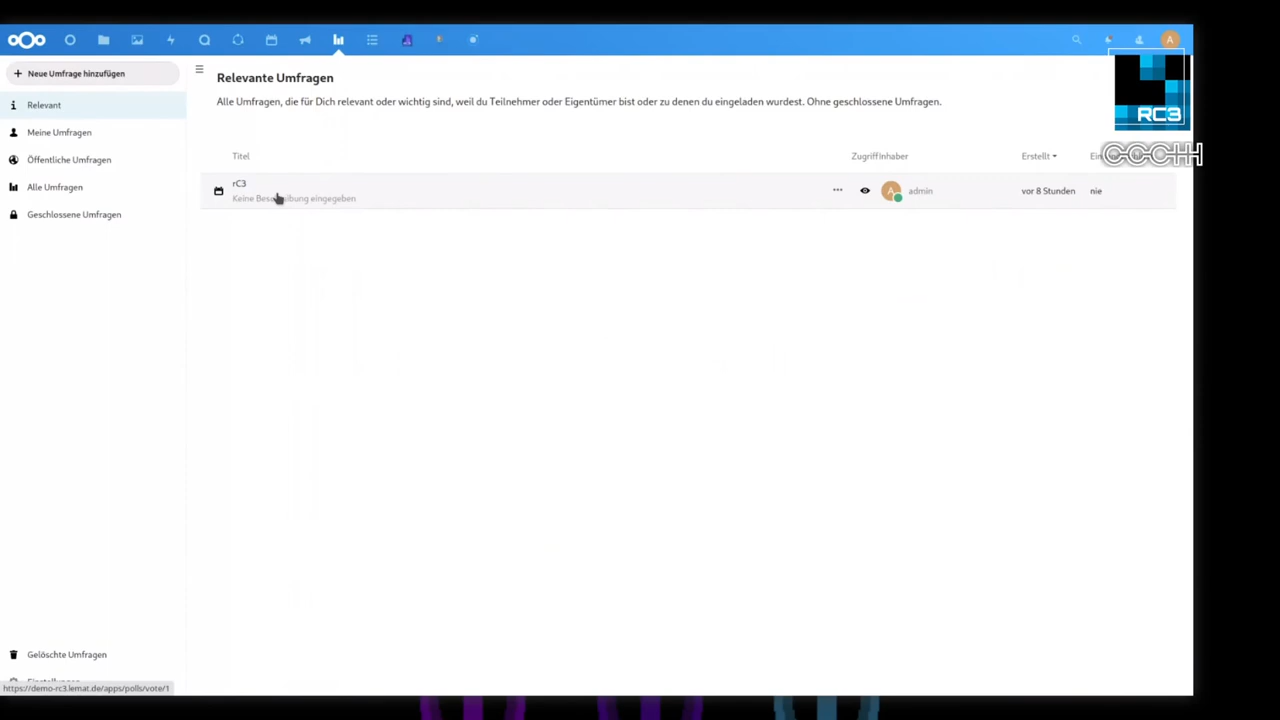 A
Neue Umfrage hinzufügen
Relevante Umfragen
Relevant
Alle Umfragen, die für Dich relevant oder wichtig sind, weil du Teilnehmer oder Eigentümer bist oder zu denen du eingeladen wurdest. Ohne geschlossene Umfragen.
RC3
CCCHH
Meine Umfragen
Öffentliche Umfragen
Alle Umfragen
Geschlossene Umfragen
Titel
Zugriff
Inhaber
Erstellt
rC3
Keine Beschreibung eingegeben
A
admin
vor 8 Stunden
nie
Gelöschte Umfragen
Einstellungen
https://demo-rc3.lemat.de/apps/polls/vote/1